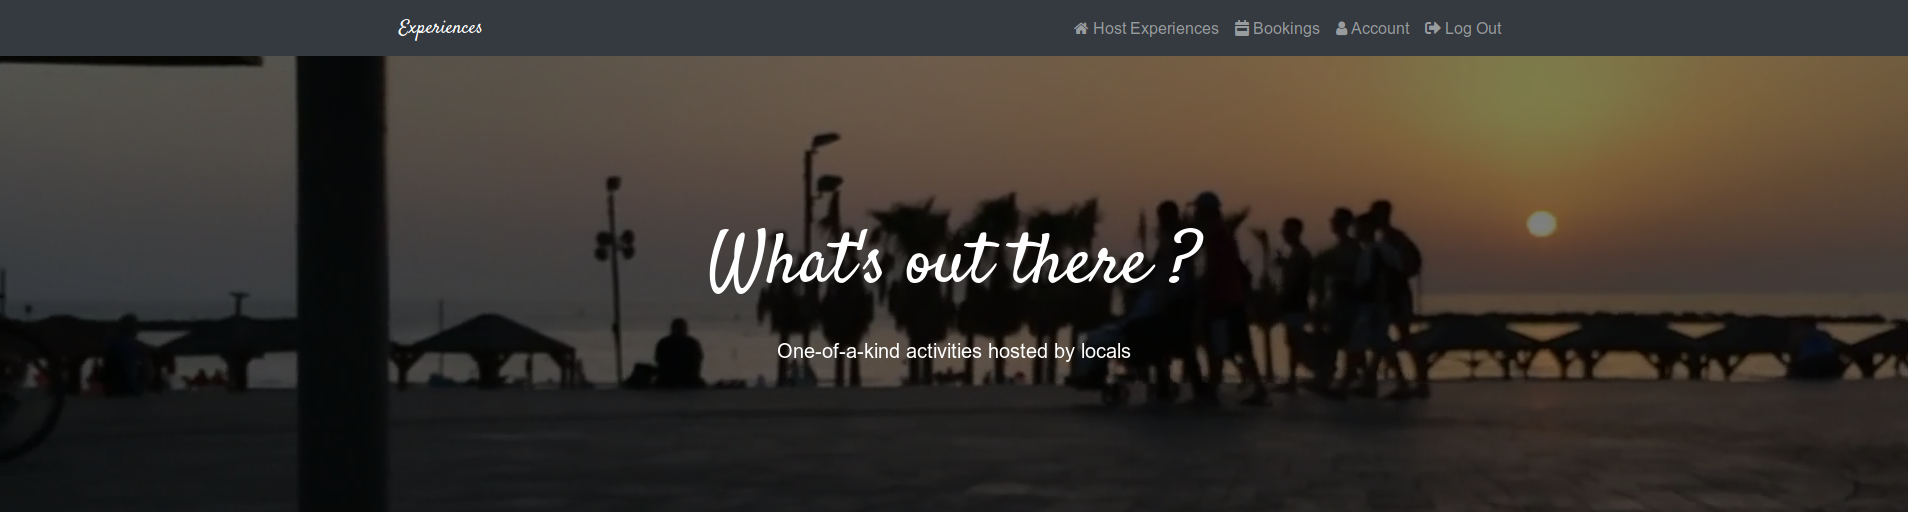 Experiences Host Experiences Bookings Account Log Out
What's out there ?
One-of-a-kind activities hosted by locals